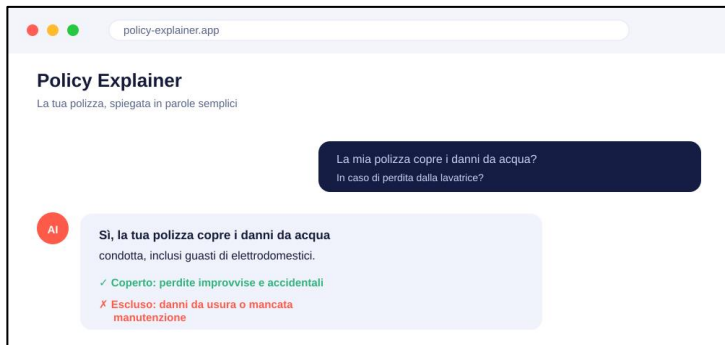 policy-explainer.app
Policy Explainer
La tua polizza, spiegata in parole semplici
La mia polizza copre i danni da acqua?
In caso di perdita dalla lavatrice?
AI
Sì, la tua polizza copre i danni da acqua
condotta, inclusi guasti di elettrodomestici.
✓ Coperto: perdite improvvise e accidentali
✗ Escluso: danni da usura o mancata
manutenzione